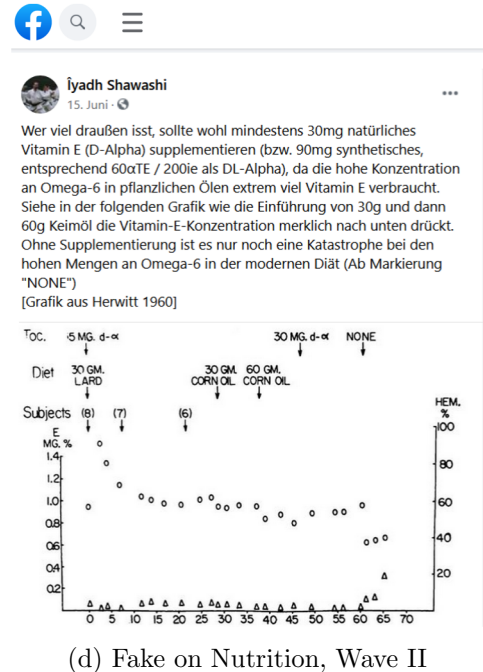 Îyadh Shawashi
15. Juni ·
Wer viel draußen isst, sollte wohl mindestens 30mg natürliches
Vitamin E (D-Alpha) supplementieren (bzw. 90mg synthetisches,
entsprechend 60αTE / 200ie als DL-Alpha), da die hohe Konzentration
an Omega-6 in pflanzlichen Ölen extrem viel Vitamin E verbraucht.
Siehe in der folgenden Grafik wie die Einführung von 30g und dann
60g Keimöl die Vitamin-E-Konzentration merklich nach unten drückt.
Ohne Supplementierung ist es nur noch eine Katastrophe bei den
hohen Mengen an Omega-6 in der modernen Diät (Ab Markierung
"NONE")
[Grafik aus Herwitt 1960]
TOC. ·5 MG. d-α 30 MG. d-α NONE
Diet 30 GM. 30 GM. 60 GM.
LARD CORN OIL CORN OIL
Subjects (8) (7) (6)
E HEM.
MG. % %
100
1.4
80
1.2
1.0 60
0.8
40
0.6
0.4 20
0.2
0 5 10 15 20 25 30 35 40 45 50 55 60 65 70
(d) Fake on Nutrition, Wave II